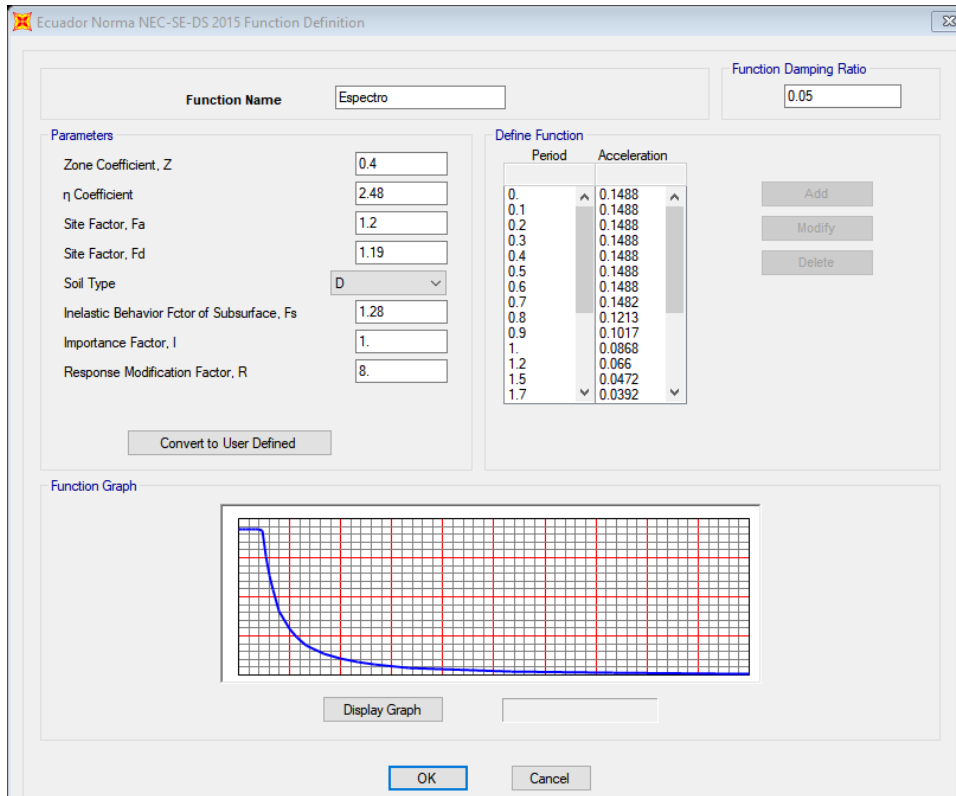 Ecuador Norma NEC-SE-DS 2015 Function Definition
Function Name
Espectro
Function Damping Ratio
0.05
Parameters
Zone Coefficient, Z 0.4
η Coefficient 2.48
Site Factor, Fa 1.2
Site Factor, Fd 1.19
Soil Type D
Inelastic Behavior Fctor of Subsurface, Fs 1.28
Importance Factor, I 1.
Response Modification Factor, R 8.
Convert to User Defined
Define Function
Period Acceleration
0. 0.1488
0.1 0.1488
0.2 0.1488
0.3 0.1488
0.4 0.1488
0.5 0.1488
0.6 0.1488
0.7 0.1482
0.8 0.1213
0.9 0.1017
1. 0.0868
1.2 0.066
1.5 0.0472
1.7 0.0392
Add
Modify
Delete
Function Graph
Display Graph
OK Cancel